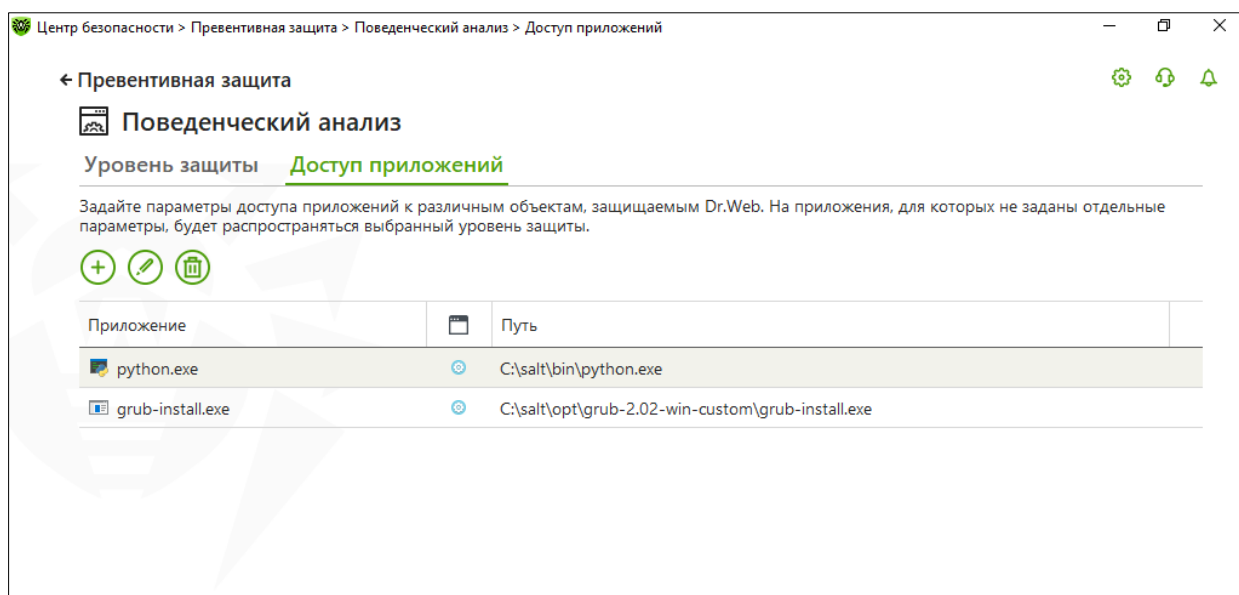 Центр безопасности > Превентивная защита > Поведенческий анализ > Доступ приложений
Превентивная защита
Поведенческий анализ
Уровень защиты Доступ приложений
Задайте параметры доступа приложений к различным объектам, защищаемым Dr.Web. На приложения, для которых не заданы отдельные
параметры, будет распространяться выбранный уровень защиты.
Приложение Путь
python.exe C:\salt\bin\python.exe
grub-install.exe C:\salt\opt\grub-2.02-win-custom\grub-install.exe